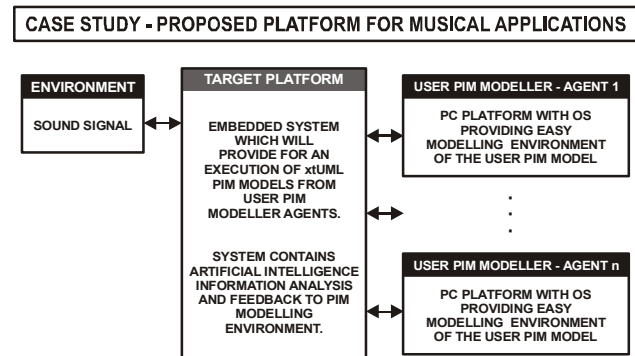 CASE STUDY - PROPOSED PLATFORM FOR MUSICAL APPLICATIONS
ENVIRONMENT
SOUND SIGNAL
TARGET PLATFORM
EMBEDDED SYSTEM
WHICH WILL
PROVIDE FOR AN
EXECUTION OF xtUML
PIM MODELS FROM
USER PIM
MODELLER AGENTS.
SYSTEM CONTAINS
ARTIFICIAL INTELLIGENCE
INFORMATION ANALYSIS
AND FEEDBACK TO PIM
MODELLING
ENVIRONMENT.
USER PIM MODELLER - AGENT 1
PC PLATFORM WITH OS
PROVIDING EASY
MODELLING ENVIRONMENT
OF THE USER PIM MODEL
USER PIM MODELLER - AGENT n
PC PLATFORM WITH OS
PROVIDING EASY
MODELLING ENVIRONMENT
OF THE USER PIM MODEL